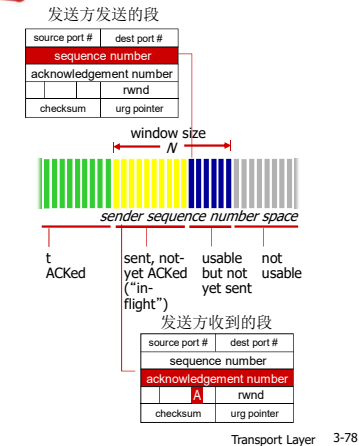 发送方发送的段
source port # dest port #
sequence number
acknowledgement number
rwnd
checksum urg pointer
window size
N
sender sequence number space
t
ACKed
sent, not-
yet ACKed
("in-
flight")
usable
but not
yet sent
not
usable
发送方收到的段
source port # dest port #
sequence number
acknowledgement number
A rwnd
checksum urg pointer
Transport Layer 3-78